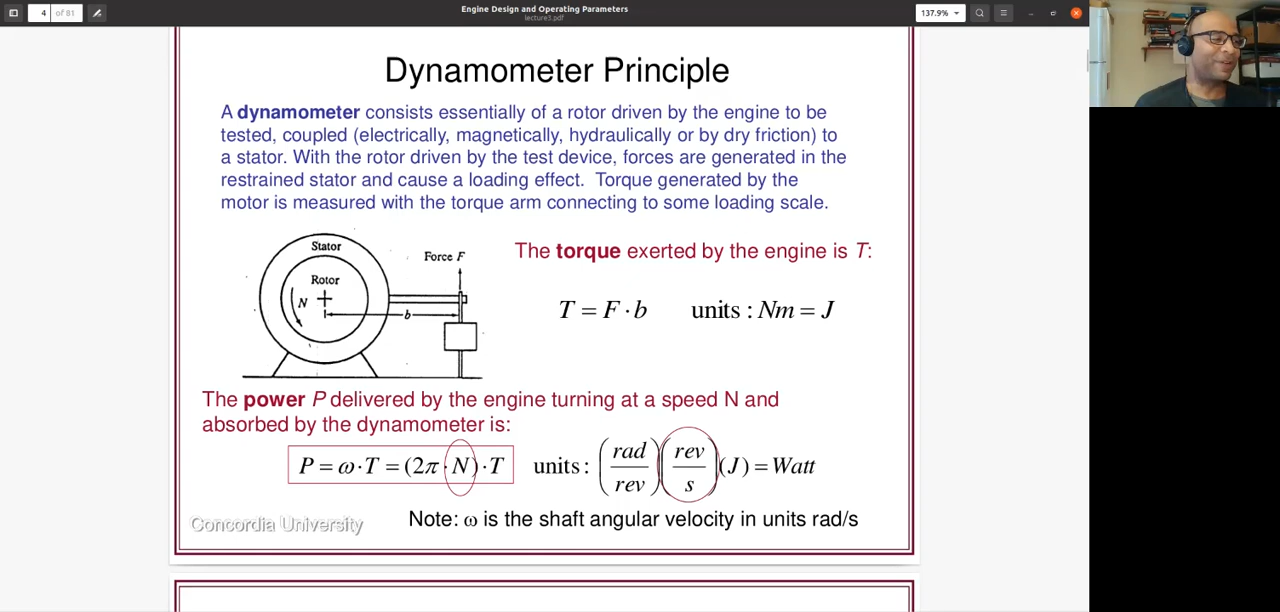 4 of 81
Engine Design and Operating Parameters
lecture3.pdf
137.9%
Dynamometer Principle
A dynamometer consists essentially of a rotor driven by the engine to be
tested, coupled (electrically, magnetically, hydraulically or by dry friction) to
a stator. With the rotor driven by the test device, forces are generated in the
restrained stator and cause a loading effect. Torque generated by the
motor is measured with the torque arm connecting to some loading scale.
Stator
Rotor
N
Force F
b
The torque exerted by the engine is T:
T = F · b units : Nm = J
The power P delivered by the engine turning at a speed N and
absorbed by the dynamometer is:
P = ω · T = (2π · N) · T units : (rad/rev)(rev/s)(J) = Watt
Concordia University
Note: ω is the shaft angular velocity in units rad/s